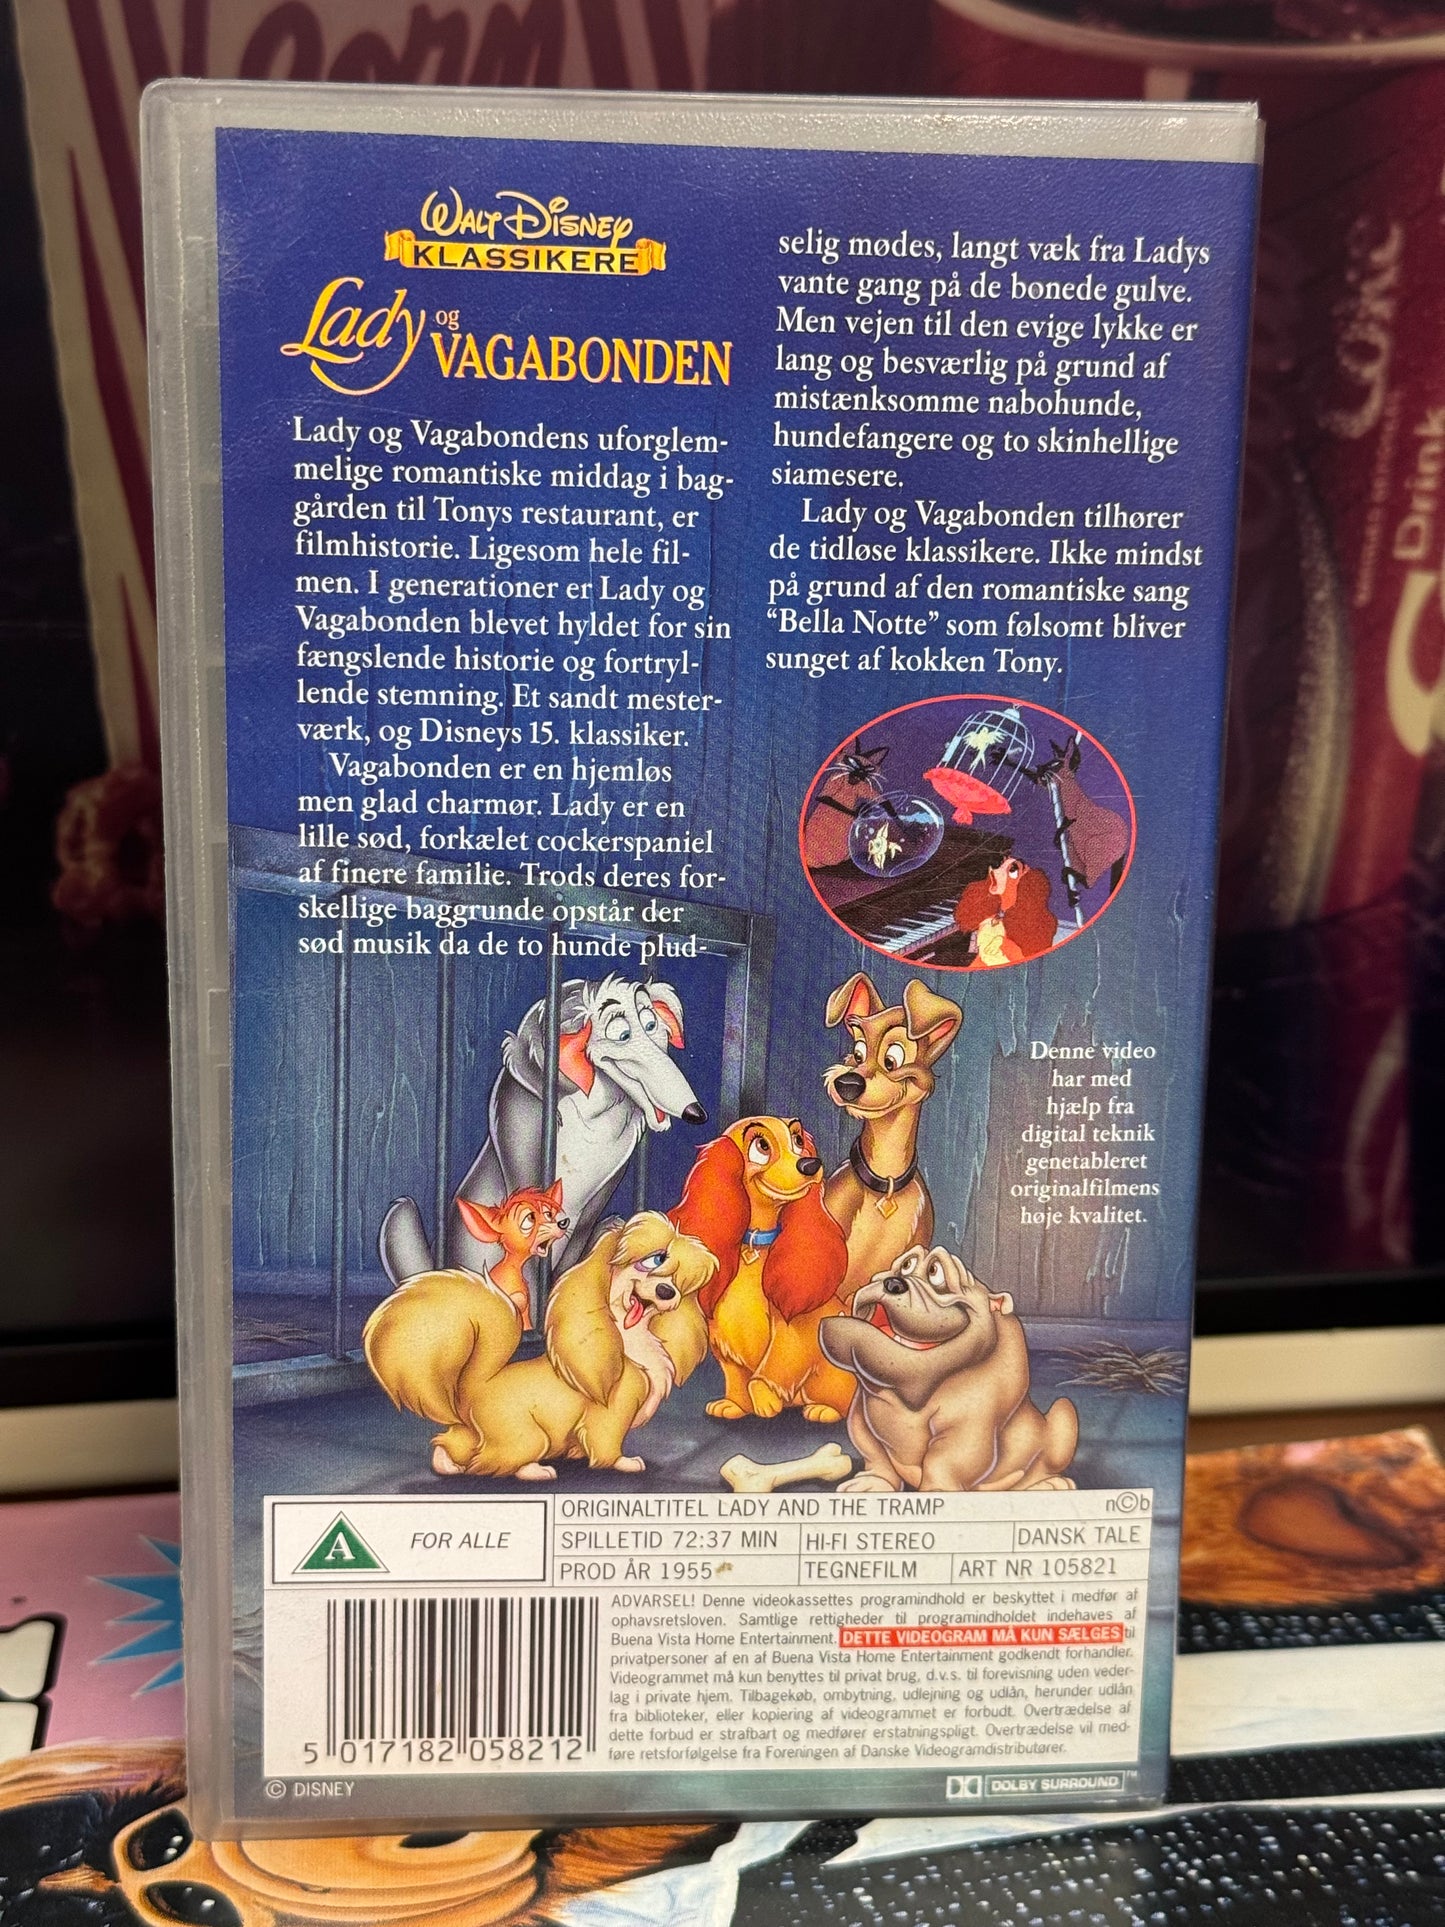 WALT DISNEY
KLASSIKERE
Lady og
VAGABONDEN
Lady og Vagabondens uforglem-
melige romantiske middag i bag-
gården til Tonys restaurant, er
filmhistorie. Ligesom hele fil-
men. I generationer er Lady og
Vagabonden blevet hyldet for sin
fængslende historie og fortryl-
lende stemning. Et sandt mester-
værk, og Disneys 15. klassiker.
Vagabonden er en hjemløs
men glad charmør. Lady er en
lille sød, forkælet cockerspaniel
af finere familie. Trods deres for-
skellige baggrunde opstår der
sød musik da de to hunde plud-
selig mødes, langt væk fra Ladys
vante gang på de bonede gulve.
Men vejen til den evige lykke er
lang og besværlig på grund af
mistænksomme nabohunde,
hundefangere og to skinhellige
siamesere.
Lady og Vagabonden tilhører
de tidløse klassikere. Ikke mindst
på grund af den romantiske sang
“Bella Notte” som følsomt bliver
sunget af kokken Tony.
Denne video
har med
hjælp fra
digital teknik
genetableret
originalfilmens
høje kvalitet.
A FOR ALLE
ORIGINALTITEL LADY AND THE TRAMP n©b
SPILLETID 72:37 MIN HI-FI STEREO DANSK TALE
PROD ÅR 1955 TEGNEFILM ART NR 105821
ADVARSEL! Denne videokassettes programindhold er beskyttet i medfør af
ophavsretsloven. Samtlige rettigheder til programindholdet indehaves af
Buena Vista Home Entertainment. DETTE VIDEOGRAM MÅ KUN SÆLGES til
privatpersoner af en af Buena Vista Home Entertainment godkendt forhandler.
Videogrammet må kun benyttes til privat brug, d.v.s. til forevisning uden veder-
lag i private hjem. Tilbagekøb, ombytning, udlejning og udlån, herunder udlån
fra biblioteker, eller kopiering af videogrammet er forbudt. Overtrædelse af
dette forbud er strafbart og medfører erstatningspligt. Overtrædelse vil med-
føre retsforfølgelse fra Foreningen af Danske Videogramdistributører.
5 017182 058212
© DISNEY
DOLBY SURROUND™
Drink